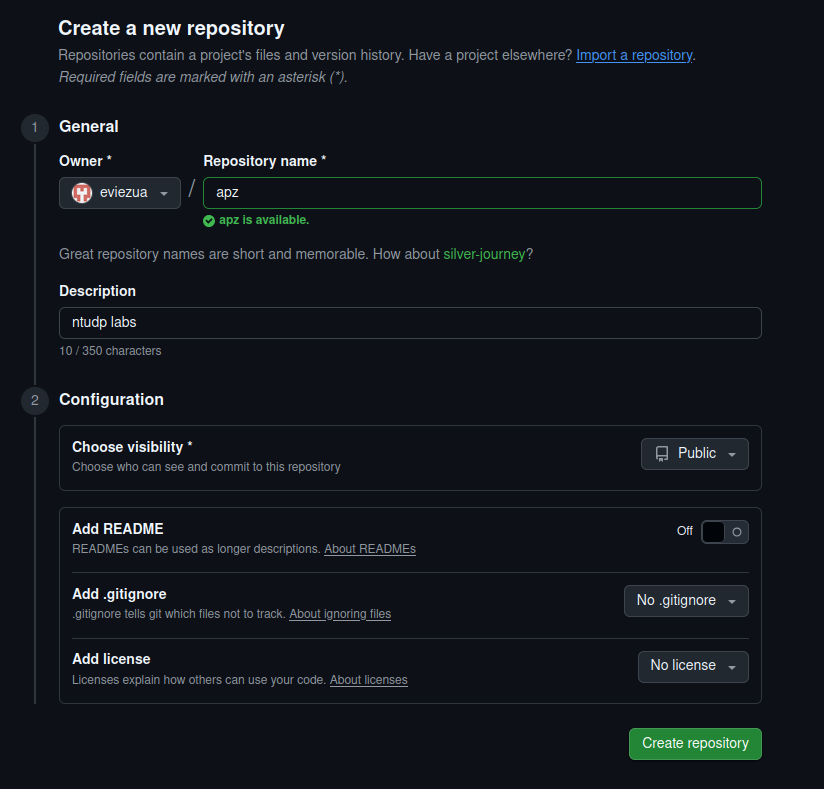 Create a new repository
Repositories contain a project's files and version history. Have a project elsewhere? Import a repository.
Required fields are marked with an asterisk (*).
1 General
Owner * Repository name *
eviezua / apz
apz is available.
Great repository names are short and memorable. How about silver-journey?
Description
ntudp labs
10 / 350 characters
2 Configuration
Choose visibility * Public
Choose who can see and commit to this repository
Add README Off
READMEs can be used as longer descriptions. About READMEs
Add .gitignore No .gitignore
.gitignore tells git which files not to track. About ignoring files
Add license No license
Licenses explain how others can use your code. About licenses
Create repository